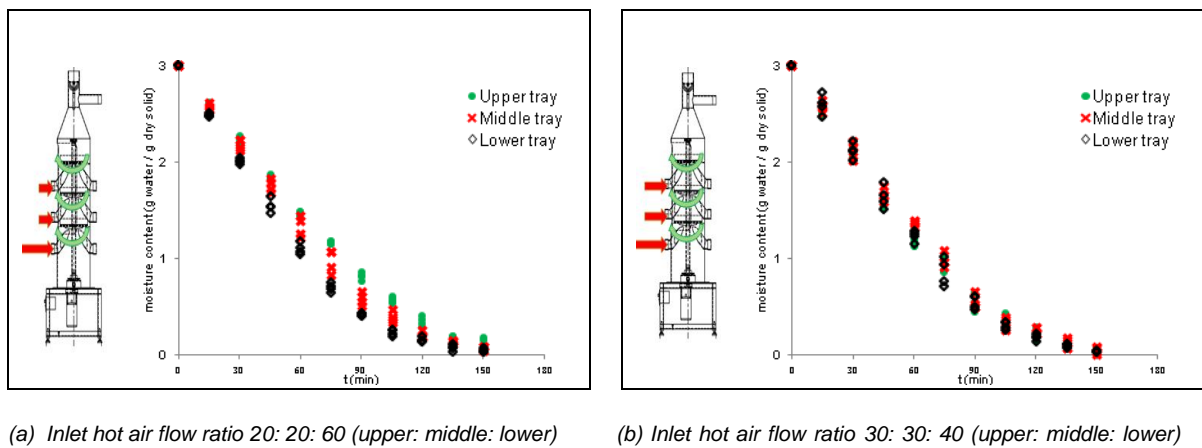 moisture content(g water / g dry solid)
3
2
1
0
0 30 60 90 120 150 180
t(min)
Upper tray
Middle tray
Lower tray
(a) Inlet hot air flow ratio 20: 20: 60 (upper: middle: lower)
moisture content(g water / g dry solid)
3
2
1
0
0 30 60 90 120 150 180
t(min)
Upper tray
Middle tray
Lower tray
(b) Inlet hot air flow ratio 30: 30: 40 (upper: middle: lower)